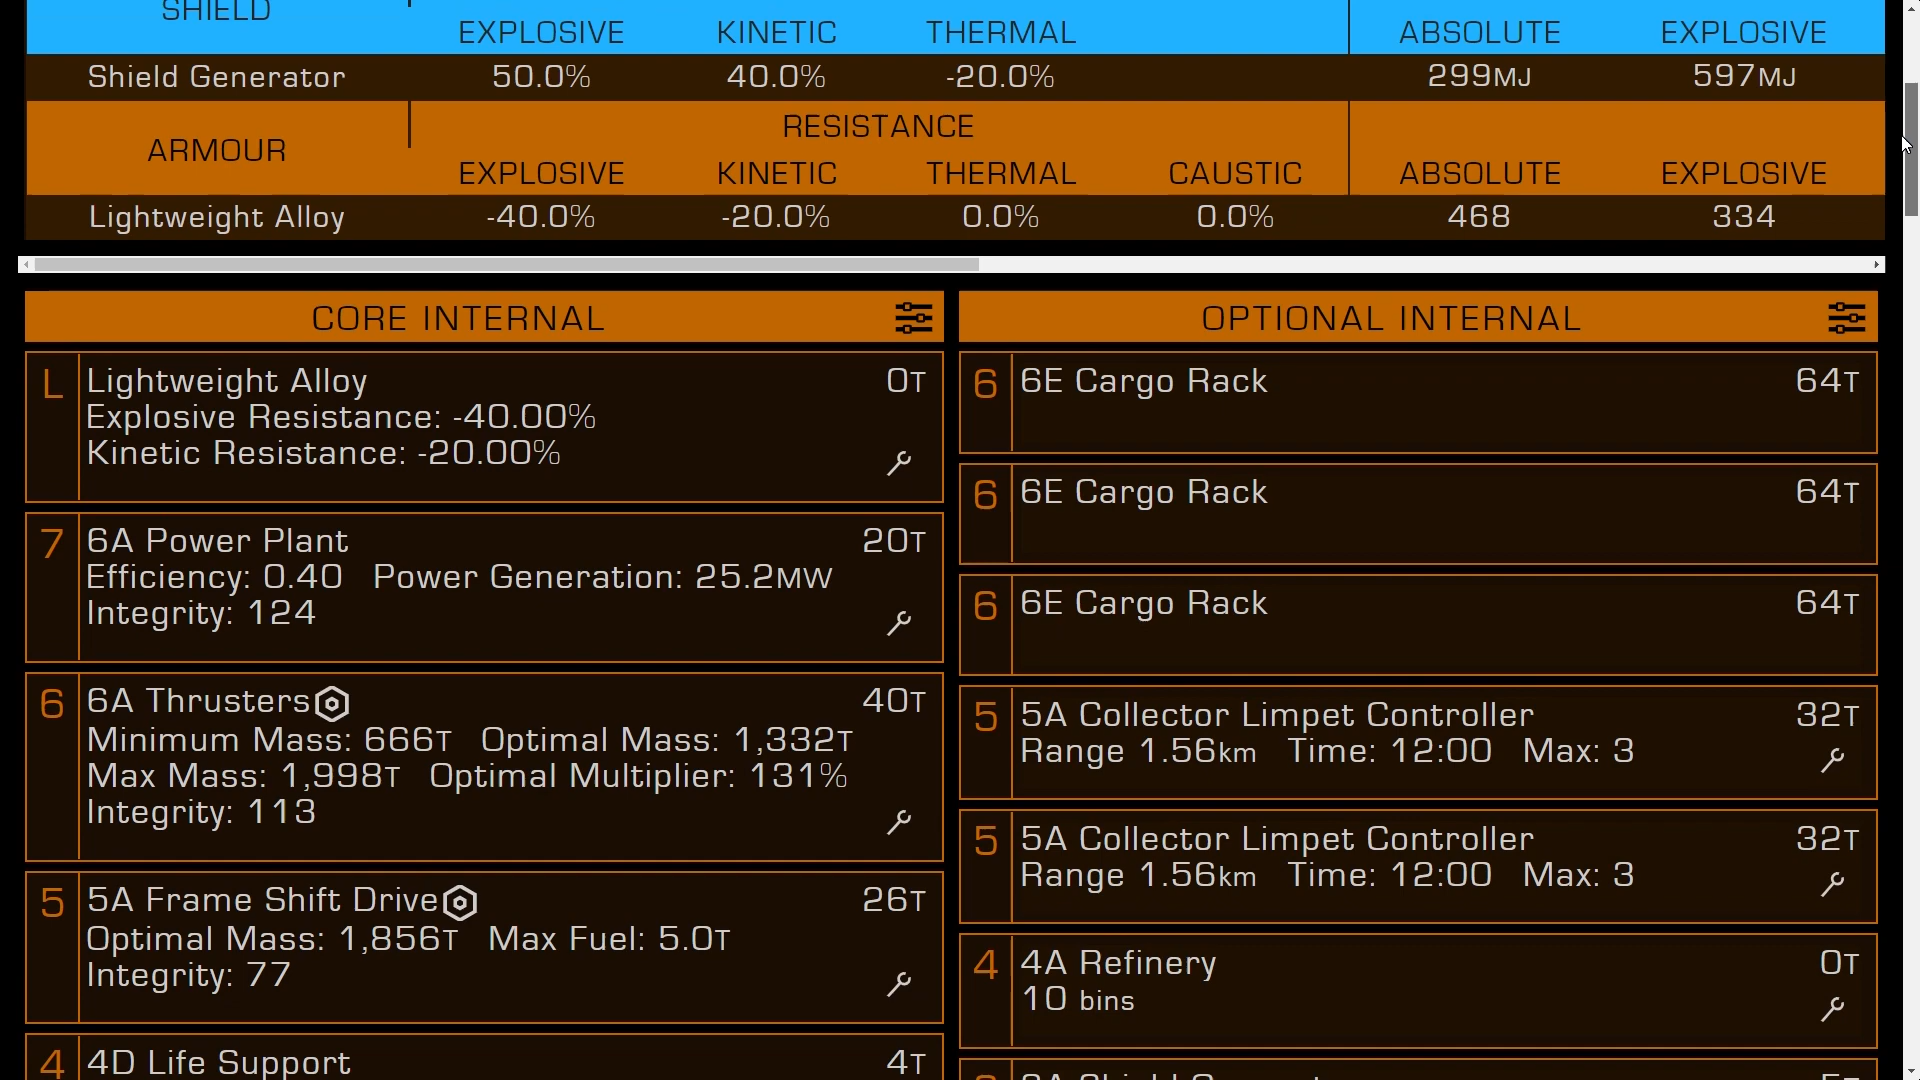 SHIELD
EXPLOSIVE KINETIC THERMAL ABSOLUTE EXPLOSIVE
Shield Generator 50.0% 40.0% -20.0% 299MJ 597MJ
ARMOUR
RESISTANCE
EXPLOSIVE KINETIC THERMAL CAUSTIC ABSOLUTE EXPLOSIVE
Lightweight Alloy -40.0% -20.0% 0.0% 0.0% 468 334
CORE INTERNAL
L Lightweight Alloy 0T
Explosive Resistance: -40.00%
Kinetic Resistance: -20.00%
7 6A Power Plant 20T
Efficiency: 0.40 Power Generation: 25.2MW
Integrity: 124
6 6A Thrusters 40T
Minimum Mass: 666T Optimal Mass: 1,332T
Max Mass: 1,998T Optimal Multiplier: 131%
Integrity: 113
5 5A Frame Shift Drive 26T
Optimal Mass: 1,856T Max Fuel: 5.0T
Integrity: 77
4 4D Life Support 4T
OPTIONAL INTERNAL
6 6E Cargo Rack 64T
6 6E Cargo Rack 64T
6 6E Cargo Rack 64T
5 5A Collector Limpet Controller 32T
Range 1.56km Time: 12:00 Max: 3
5 5A Collector Limpet Controller 32T
Range 1.56km Time: 12:00 Max: 3
4 4A Refinery 0T
10 bins